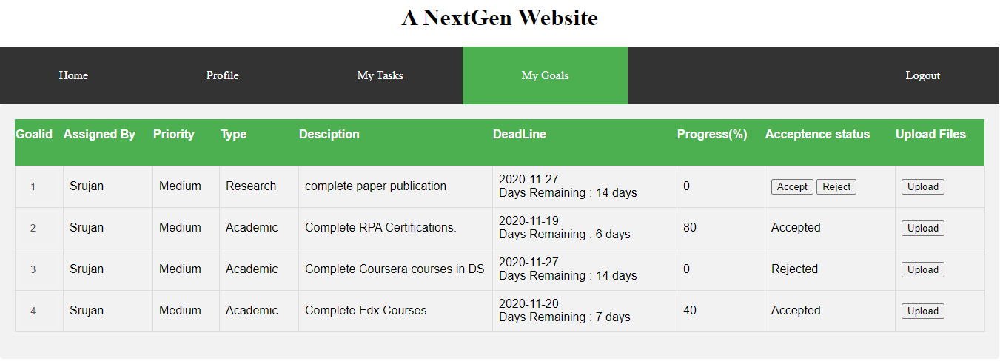 A NextGen Website
Home Profile My Tasks My Goals Logout
Goalid Assigned By Priority Type Desciption DeadLine Progress(%) Acceptence status Upload Files
1 Srujan Medium Research complete paper publication 2020-11-27 0 Accept Reject Upload
Days Remaining : 14 days
2 Srujan Medium Academic Complete RPA Certifications. 2020-11-19 80 Accepted Upload
Days Remaining : 6 days
3 Srujan Medium Academic Complete Coursera courses in DS 2020-11-27 0 Rejected Upload
Days Remaining : 14 days
4 Srujan Medium Academic Complete Edx Courses 2020-11-20 40 Accepted Upload
Days Remaining : 7 days